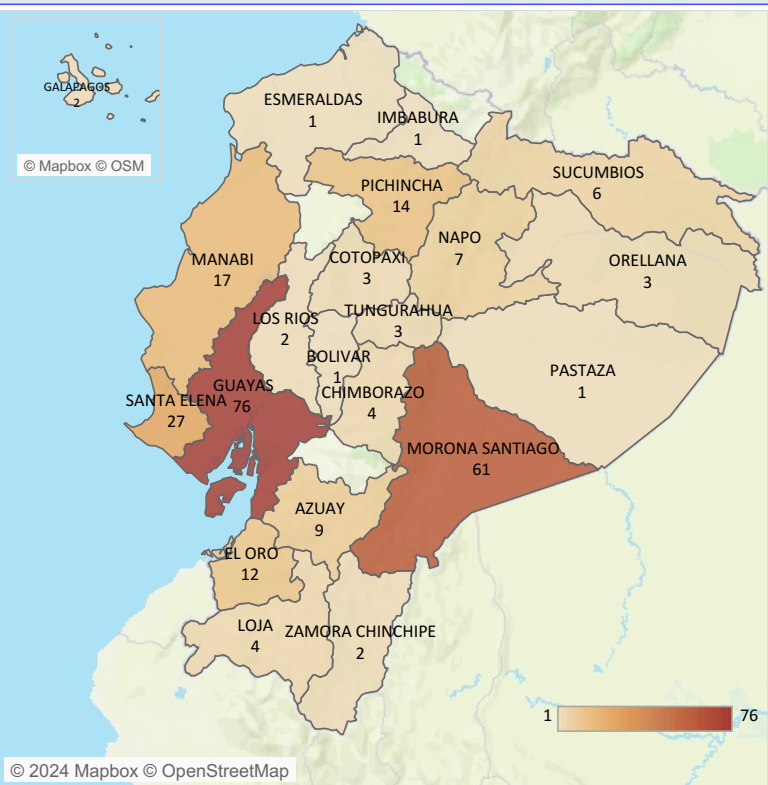 GALAPAGOS
2
© Mapbox © OSM
ESMERALDAS
1
IMBABURA
1
PICHINCHA
14
SUCUMBIOS
6
MANABI
17
COTOPAXI
3
NAPO
7
ORELLANA
3
LOS RIOS
2
TUNGURAHUA
3
BOLIVAR
1
PASTAZA
1
SANTA ELENA
27
GUAYAS
76
CHIMBORAZO
4
MORONA SANTIAGO
61
AZUAY
9
EL ORO
12
LOJA
4
ZAMORA CHINCHIPE
2
1
76
© 2024 Mapbox © OpenStreetMap